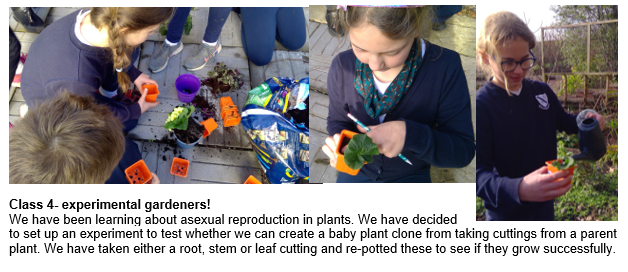 Class 4- experimental gardeners!
We have been learning about asexual reproduction in plants. We have decided
to set up an experiment to test whether we can create a baby plant clone from taking cuttings from a parent
plant. We have taken either a root, stem or leaf cutting and re-potted these to see if they grow successfully.